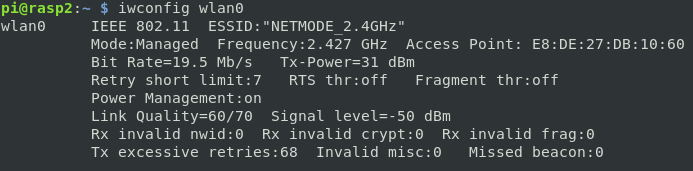 pi@rasp2:~ $ iwconfig wlan0
wlan0     IEEE 802.11  ESSID:"NETMODE_2.4GHz"
          Mode:Managed  Frequency:2.427 GHz  Access Point: E8:DE:27:DB:10:60
          Bit Rate=19.5 Mb/s   Tx-Power=31 dBm
          Retry short limit:7   RTS thr:off   Fragment thr:off
          Power Management:on
          Link Quality=60/70  Signal level=-50 dBm
          Rx invalid nwid:0  Rx invalid crypt:0  Rx invalid frag:0
          Tx excessive retries:68  Invalid misc:0   Missed beacon:0